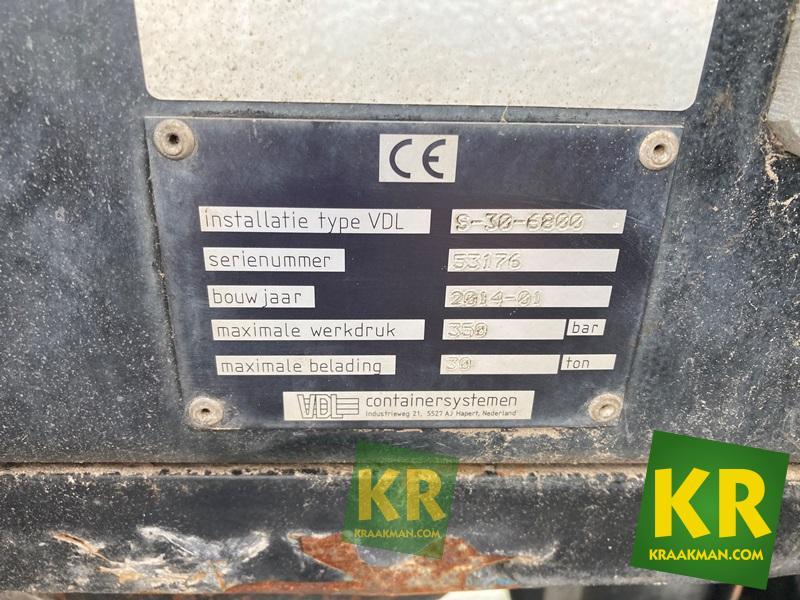 CE
installatie type VDL S-30-6800
serienummer 53176
bouwjaar 2014-01
maximale werkdruk 350 bar
maximale belading 30 ton
VDL containersystemen
Industrieweg 21, 5527 AJ Hapert, Nederland
KR
KRAAKMAN.COM
KR
KRAAKMAN.COM